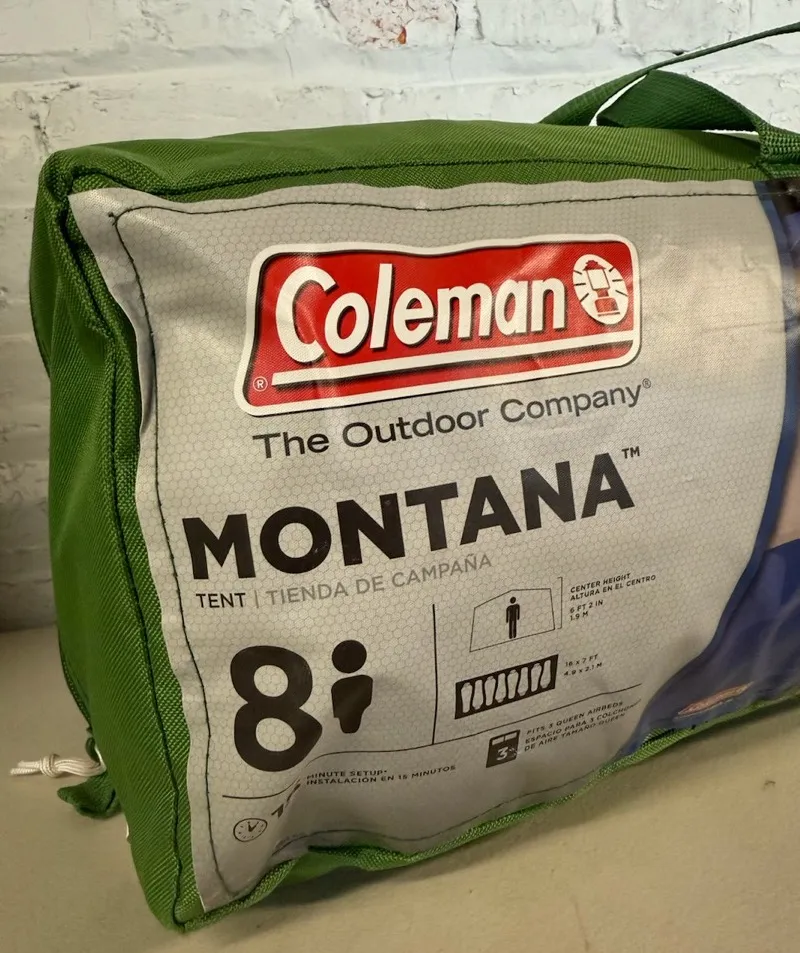 Coleman
®
The Outdoor Company®
MONTANA™
TENT | TIENDA DE CAMPAÑA
8
CENTER HEIGHT
ALTURA EN EL CENTRO
6 FT 2 IN
1.9 M
16 x 7 FT
4.9 x 2.1 M
3
FITS 3 QUEEN AIRBEDS
ESPACIO PARA 3 COLCHONES
DE AIRE TAMAÑO QUEEN
MINUTE SETUP*
INSTALACIÓN EN 15 MINUTOS